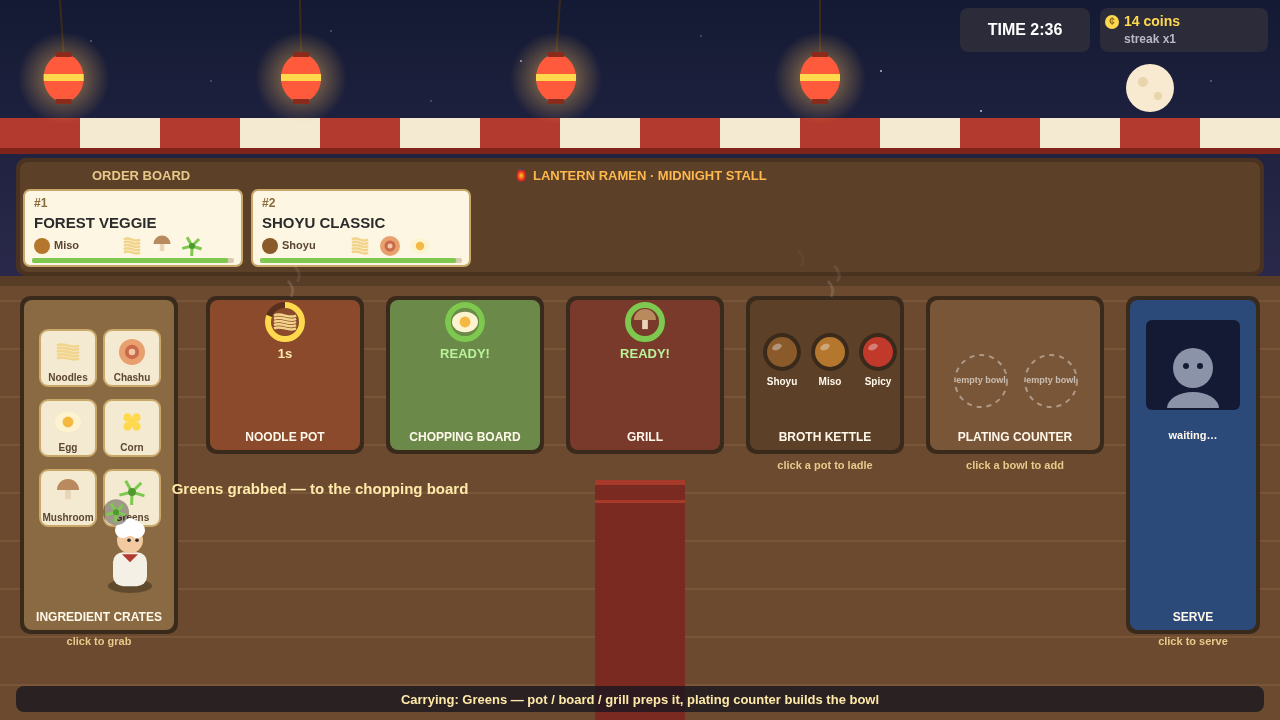 TIME 2:36
14 coins
streak x1
ORDER BOARD
LANTERN RAMEN · MIDNIGHT STALL
#1
FOREST VEGGIE
Miso
#2
SHOYU CLASSIC
Shoyu
Noodles
Chashu
Egg
Corn
Mushroom
Greens
INGREDIENT CRATES
click to grab
1s
NOODLE POT
READY!
CHOPPING BOARD
READY!
GRILL
Shoyu
Miso
Spicy
BROTH KETTLE
click a pot to ladle
empty bowl
empty bowl
PLATING COUNTER
click a bowl to add
waiting…
SERVE
click to serve
Greens grabbed — to the chopping board
Carrying: Greens — pot / board / grill preps it, plating counter builds the bowl